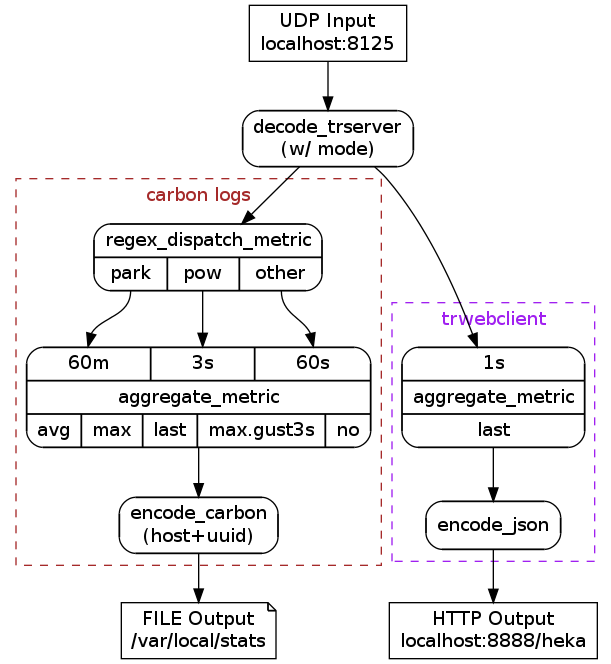 UDP Input
localhost:8125
decode_trserver
(w/ mode)
carbon logs
regex_dispatch_metric
park pow other
60m 3s 60s
aggregate_metric
avg max last max.gust3s no
encode_carbon
(host+uuid)
FILE Output
/var/local/stats
trwebclient
1s
aggregate_metric
last
encode_json
HTTP Output
localhost:8888/heka